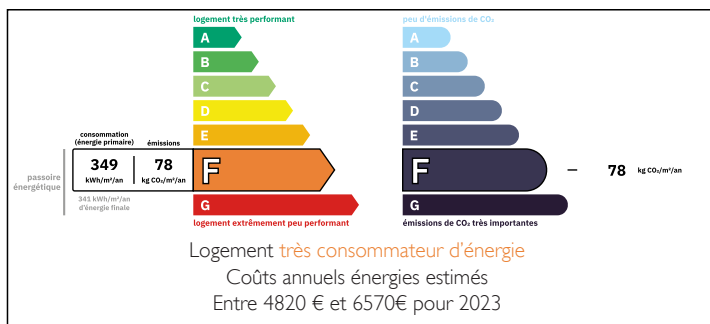 logement très performant
A
B
C
D
E
consommation
(énergie primaire)
émissions
349
kWh/m²/an
78
kg CO₂/m²/an
F
passoire
énergétique
341 kWh/m²/an
d'énergie finale
G
logement extrêmement peu performant
peu d'émissions de CO₂
A
B
C
D
E
F
78 kg CO₂/m²/an
G
émissions de CO₂ très importantes
Logement très consommateur d'énergie
Coûts annuels énergies estimés
Entre 4820 € et 6570€ pour 2023